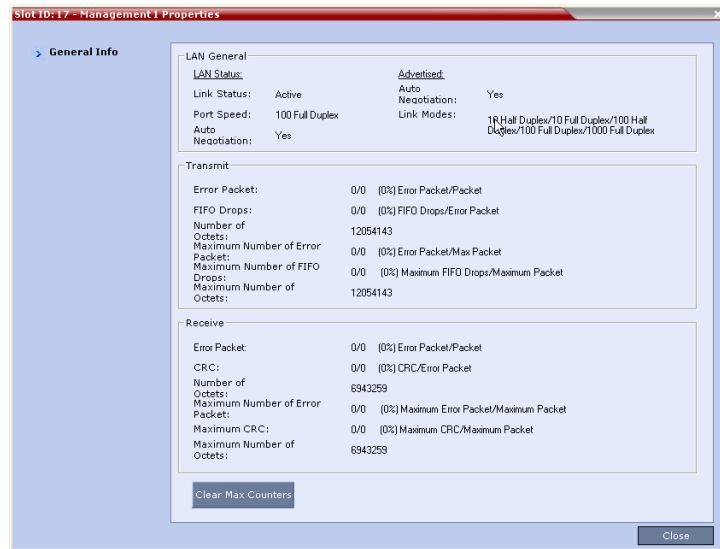 Slot ID: 17 - Management 1 Properties
General Info
LAN General
LAN Status:
Advertised:
Link Status: Active
Auto Negotiation: Yes
Port Speed: 100 Full Duplex
Link Modes: 10 Half Duplex/10 Full Duplex/100 Half Duplex/100 Full Duplex/1000 Full Duplex
Auto Negotiation: Yes
Transmit
Error Packet: 0/0 (0%) Error Packet/Packet
FIFO Drops: 0/0 (0%) FIFO Drops/Error Packet
Number of Octets: 12054143
Maximum Number of Error Packet: 0/0 (0%) Error Packet/Max Packet
Maximum Number of FIFO Drops: 0/0 (0%) Maximum FIFO Drops/Maximum Packet
Maximum Number of Octets: 12054143
Receive
Error Packet: 0/0 (0%) Error Packet/Packet
CRC: 0/0 (0%) CRC/Error Packet
Number of Octets: 6943259
Maximum Number of Error Packet: 0/0 (0%) Maximum Error Packet/Maximum Packet
Maximum CRC: 0/0 (0%) Maximum CRC/Maximum Packet
Maximum Number of Octets: 6943259
Clear Max Counters
Close